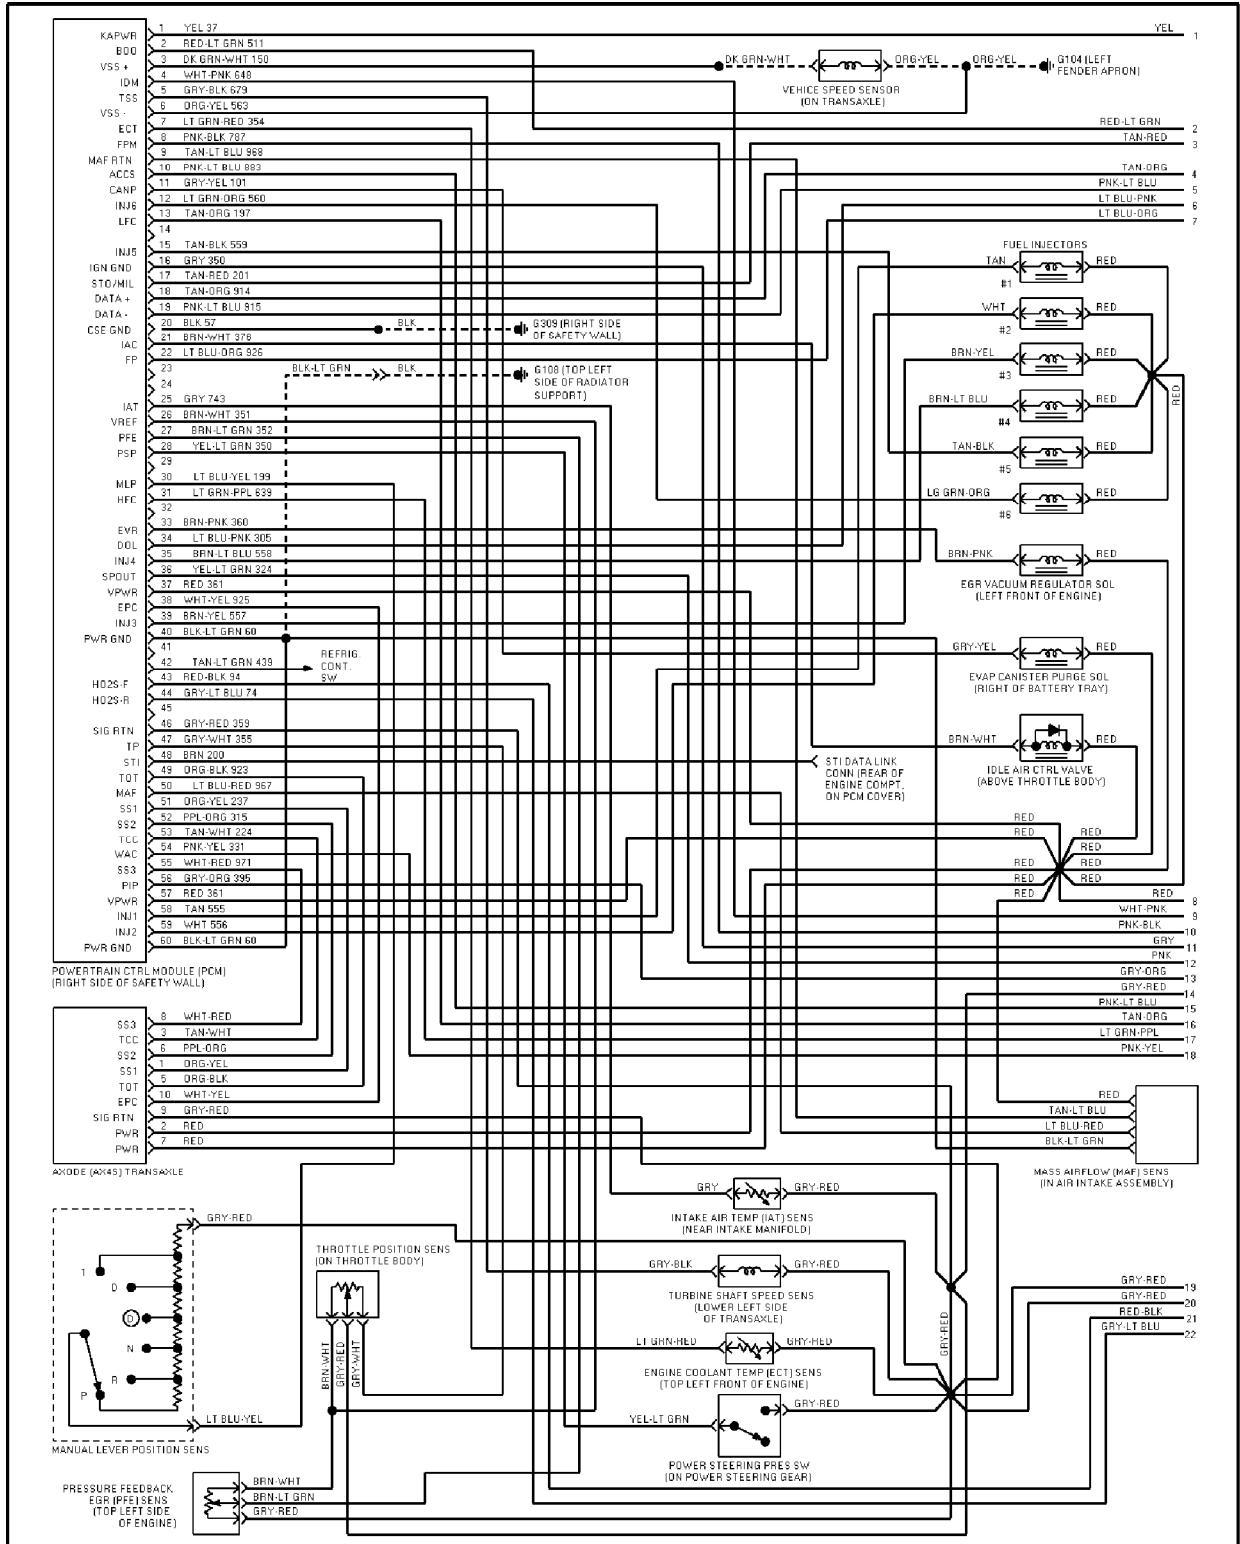 KAPWR 1 YEL 37
BOO 2 RED-LT GRN 511
VSS + 3 DK GRN-WHT 150
IDM 4 WHT-PNK 648
TSS 5 GRY-BLK 679
VSS - 6 ORG-YEL 563
ECT 7 LT GRN-RED 354
FPM 8 PNK-BLK 787
MAF RTN 9 TAN-LT BLU 968
ACCS 10 PNK-LT BLU 883
CANP 11 GRY-YEL 101
INJ6 12 LT GRN-ORG 560
LFC 13 TAN-ORG 197
14
INJ5 15 TAN-BLK 559
IGN GND 16 GRY 350
STO/MIL 17 TAN-RED 201
DATA + 18 TAN-ORG 914
DATA - 19 PNK-LT BLU 915
CSE GND 20 BLK 57
IAC 21 BRN-WHT 378
FP 22 LT BLU-ORG 926
23
24
IAT 25 GRY 743
VREF 26 BRN-WHT 351
PFE 27 BRN-LT GRN 352
PSP 28 YEL-LT GRN 350
29
MLP 30 LT BLU-YEL 199
HFC 31 LT GRN-PPL 639
32
EVR 33 BRN-PNK 360
DOL 34 LT BLU-PNK 305
INJ4 35 BRN-LT BLU 558
SPOUT 36 YEL-LT GRN 324
VPWR 37 RED 361
EPC 38 WHT-YEL 925
INJ3 39 BRN-YEL 557
PWR GND 40 BLK-LT GRN 60
41
42 TAN-LT GRN 439
HO2S-F 43 RED-BLK 94
HO2S-R 44 GRY-LT BLU 74
45
SIG RTN 46 GRY-RED 359
TP 47 GRY-WHT 355
STI 48 BRN 200
TOT 49 ORG-BLK 923
MAF 50 LT BLU-RED 967
SS1 51 ORG-YEL 237
SS2 52 PPL-ORG 315
TCC 53 TAN-WHT 224
WAC 54 PNK-YEL 331
SS3 55 WHT-RED 971
PIP 56 GRY-ORG 395
VPWR 57 RED 361
INJ1 58 TAN 555
INJ2 59 WHT 556
PWR GND 60 BLK-LT GRN 60
POWERTRAIN CTRL MODULE (PCM)
(RIGHT SIDE OF SAFETY WALL)
SS3 8 WHT-RED
TCC 3 TAN-WHT
SS2 6 PPL-ORG
SS1 1 ORG-YEL
TOT 5 ORG-BLK
EPC 10 WHT-YEL
SIG RTN 9 GRY-RED
PWR 2 RED
PWR 7 RED
AXODE (AX4S) TRANSAXLE
GRY-RED
1
D
D
N
R
P
LT BLU-YEL
MANUAL LEVER POSITION SENS
THROTTLE POSITION SENS
(ON THROTTLE BODY)
BRN-WHT
GRY-RED
GRY-WHT
PRESSURE FEEDBACK
EGR (PFE) SENS
(TOP LEFT SIDE
OF ENGINE)
BRN-WHT
BRN-LT GRN
GRY-RED
BLK
G309 (RIGHT SIDE
OF SAFETY WALL)
BLK-LT GRN BLK
G108 (TOP LEFT
SIDE OF RADIATOR
SUPPORT)
REFRIG.
CONT.
SW
DK GRN-WHT ORG-YEL ORG-YEL
G104 (LEFT
FENDER APRON)
VEHICE SPEED SENSOR
(ON TRANSAXLE)
YEL 1
RED-LT GRN 2
TAN-RED 3
TAN-ORG 4
PNK-LT BLU 5
LT BLU-PNK 6
LT BLU-ORG 7
FUEL INJECTORS
TAN RED
#1
WHT RED
#2
BRN-YEL RED
#3
BRN-LT BLU RED
#4
TAN-BLK RED
#5
LG GRN-ORG RED
#6
RED
BRN-PNK RED
EGR VACUUM REGULATOR SOL
(LEFT FRONT OF ENGINE)
GRY-YEL RED
EVAP CANISTER PURGE SOL
(RIGHT OF BATTERY TRAY)
BRN-WHT RED
IDLE AIR CTRL VALVE
(ABOVE THROTTLE BODY)
STI DATA LINK
CONN (REAR OF
ENGINE COMPT.
ON PCM COVER)
RED
RED RED
RED
RED RED
RED RED
RED
RED 8
WHT-PNK 9
PNK-BLK 10
GRY 11
PNK 12
GRY-ORG 13
GRY-RED 14
PNK-LT BLU 15
TAN-ORG 16
LT GRN-PPL 17
PNK-YEL 18
RED
TAN-LT BLU
LT BLU-RED
BLK-LT GRN
MASS AIRFLOW (MAF) SENS
(IN AIR INTAKE ASSEMBLY)
GRY GRY-RED
INTAKE AIR TEMP (IAT) SENS
(NEAR INTAKE MANIFOLD)
GRY-BLK GRY-RED
TURBINE SHAFT SPEED SENS
(LOWER LEFT SIDE
OF TRANSAXLE)
LT GRN-RED GRY-RED
ENGINE COOLANT TEMP (ECT) SENS
(TOP LEFT FRONT OF ENGINE)
YEL-LT GRN GRY-RED
POWER STEERING PRES SW
(ON POWER STEERING GEAR)
GRY-RED
GRY-RED 19
GRY-RED 20
RED-BLK 21
GRY-LT BLU 22